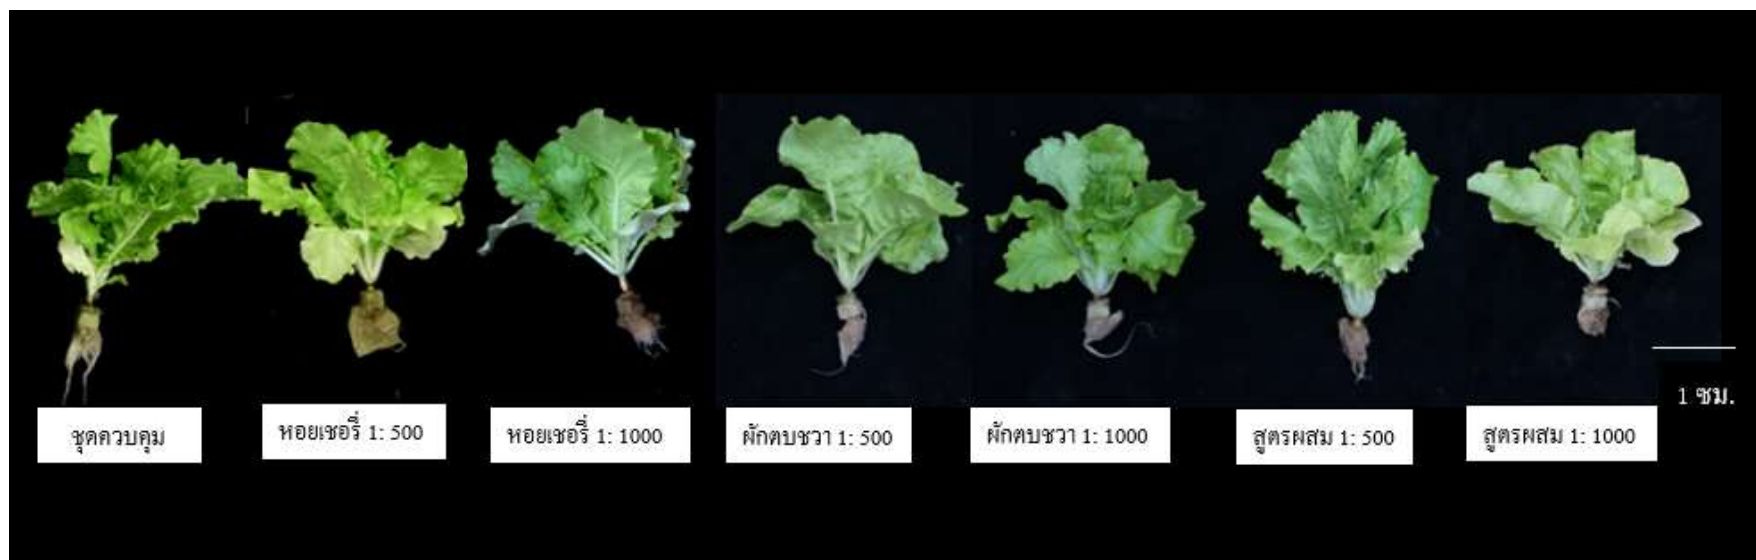 ชุดควบคุม
หอยเชอรี่ 1: 500
หอยเชอรี่ 1: 1000
ผักตบชวา 1: 500
ผักตบชวา 1: 1000
สูตรผสม 1: 500
สูตรผสม 1: 1000
1 ซม.